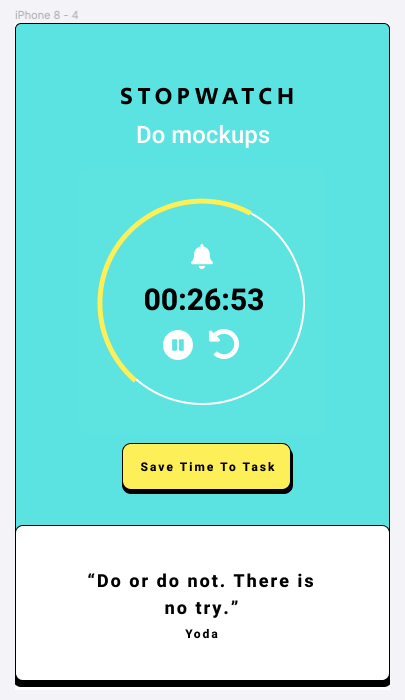 iPhone 8 - 4
STOPWATCH
Do mockups
00:26:53
Save Time To Task
“Do or do not. There is
no try.”
Yoda